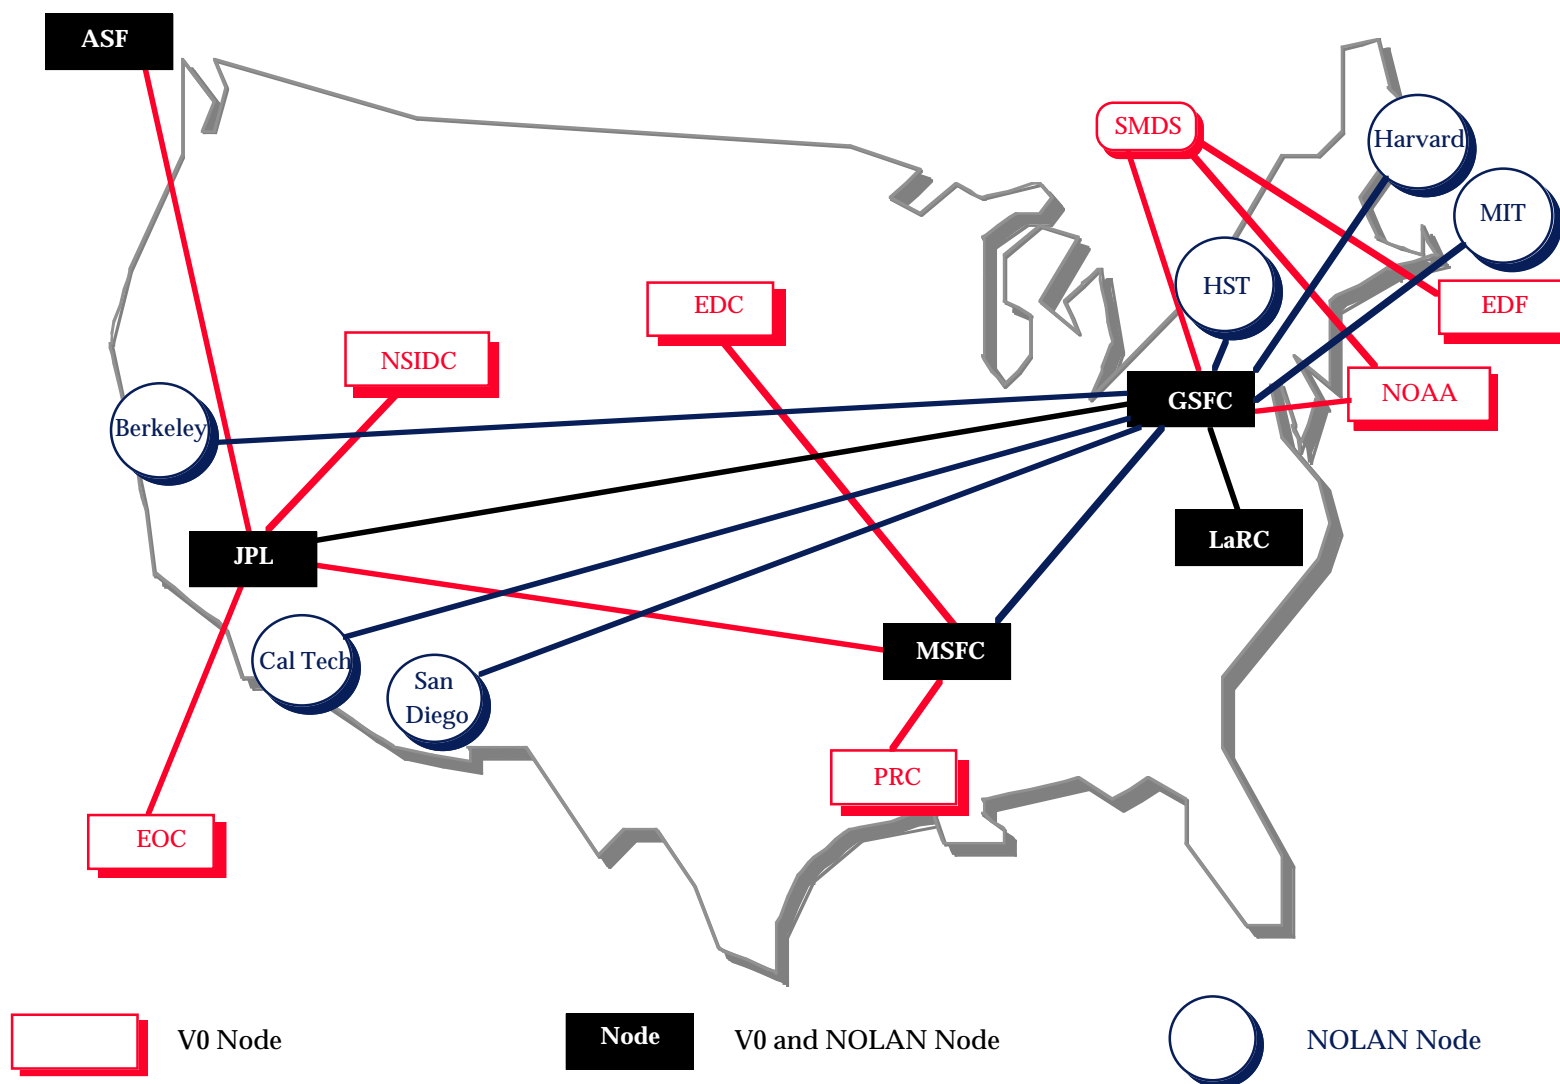 ASF
SMDS
Harvard
MIT
HST
EDC
EDF
NSIDC
GSFC
NOAA
Berkeley
LaRC
JPL
MSFC
Cal Tech
San
Diego
PRC
EOC
V0 Node
Node
V0 and NOLAN Node
NOLAN Node